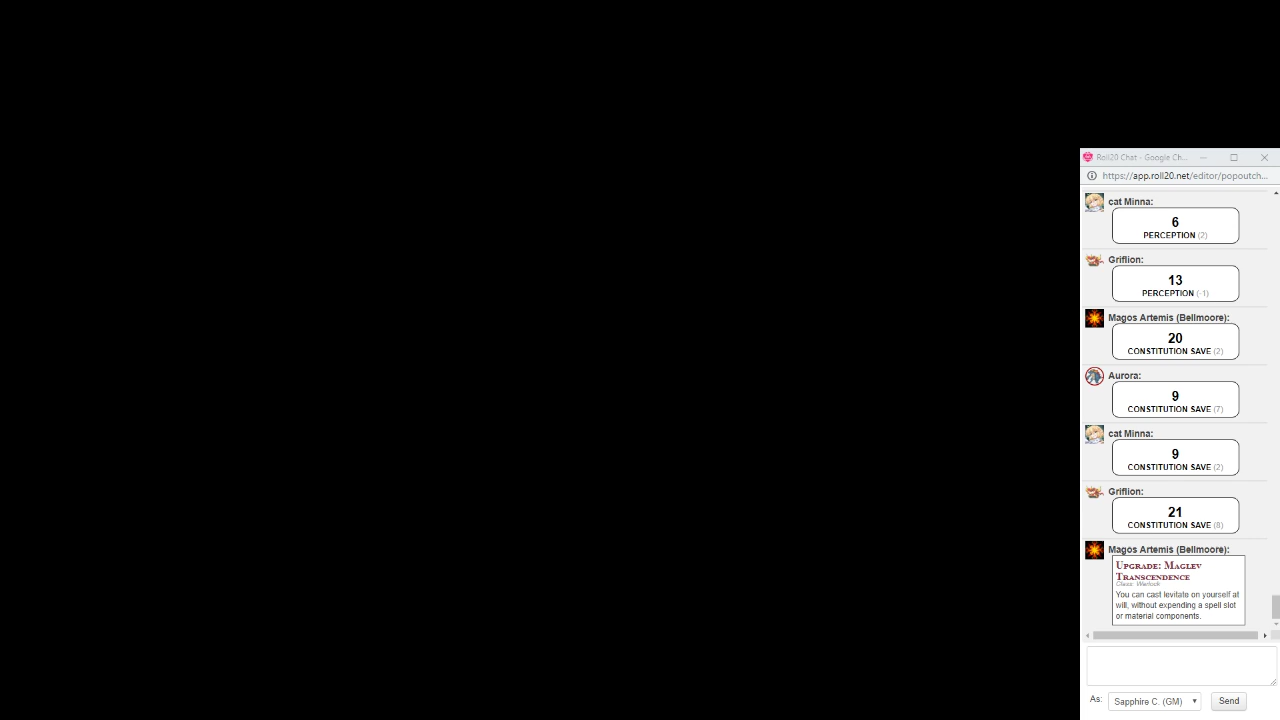 Roll20 Chat - Google Ch...
https://app.roll20.net/editor/popoutch...
cat Minna:
6
PERCEPTION (2)
Griflion:
13
PERCEPTION (-1)
Magos Artemis (Bellmoore):
20
CONSTITUTION SAVE (2)
Aurora:
9
CONSTITUTION SAVE (7)
cat Minna:
9
CONSTITUTION SAVE (2)
Griflion:
21
CONSTITUTION SAVE (8)
Magos Artemis (Bellmoore):
Upgrade: Maglev
Transcendence
Class: Warlock
You can cast levitate on yourself at
will, without expending a spell slot
or material components.
As:
Sapphire C. (GM)
Send